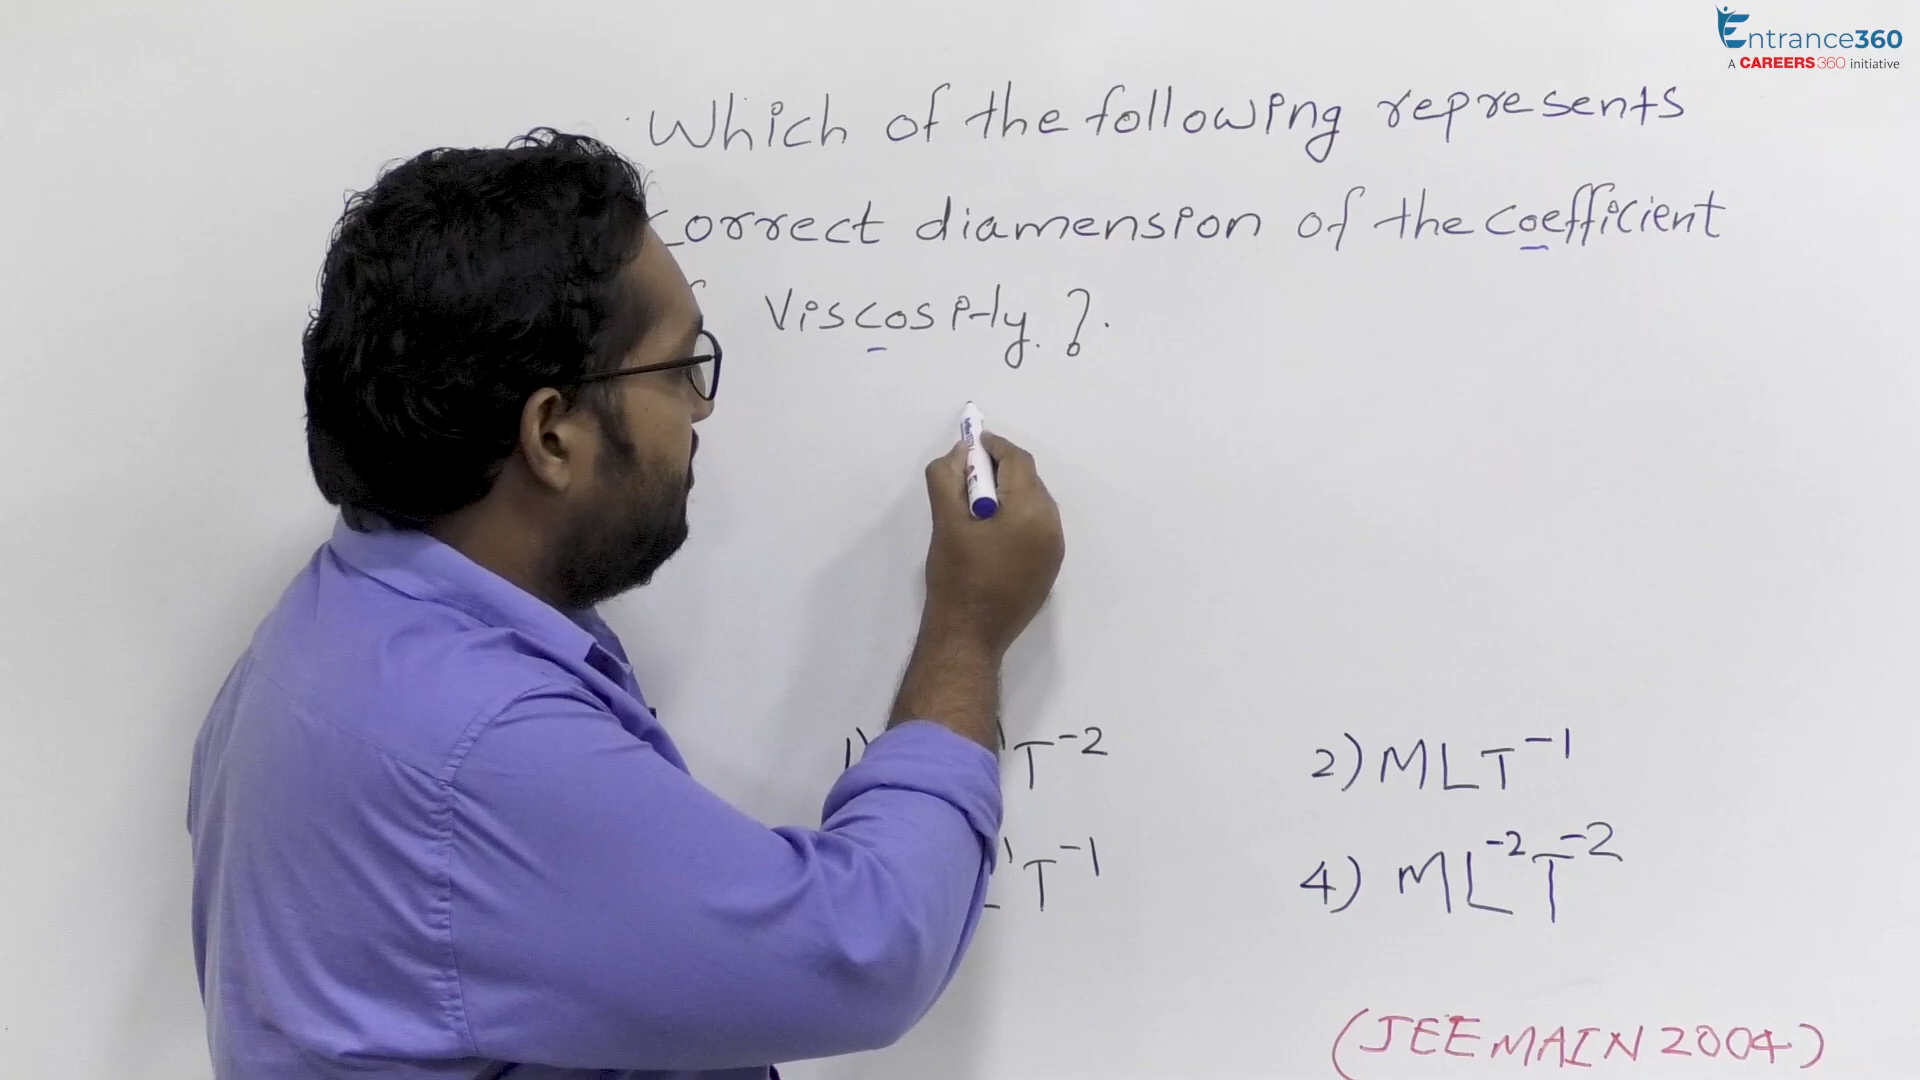 Entrance360
A CAREERS360 initiative
Which of the following represents
correct diamension of the coefficient
viscosity. ?.
1) T⁻² 2) MLT⁻¹
T⁻¹ 4) ML⁻²T⁻²
(JEE MAIN 2004)